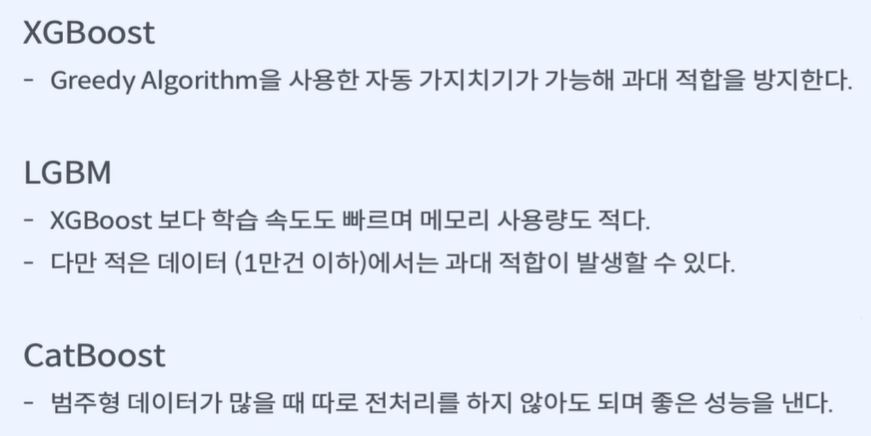 XGBoost
- Greedy Algorithm을 사용한 자동 가지치기가 가능해 과대 적합을 방지한다.
LGBM
- XGBoost 보다 학습 속도도 빠르며 메모리 사용량도 적다.
- 다만 적은 데이터 (1만건 이하)에서는 과대 적합이 발생할 수 있다.
CatBoost
- 범주형 데이터가 많을 때 따로 전처리를 하지 않아도 되며 좋은 성능을 낸다.